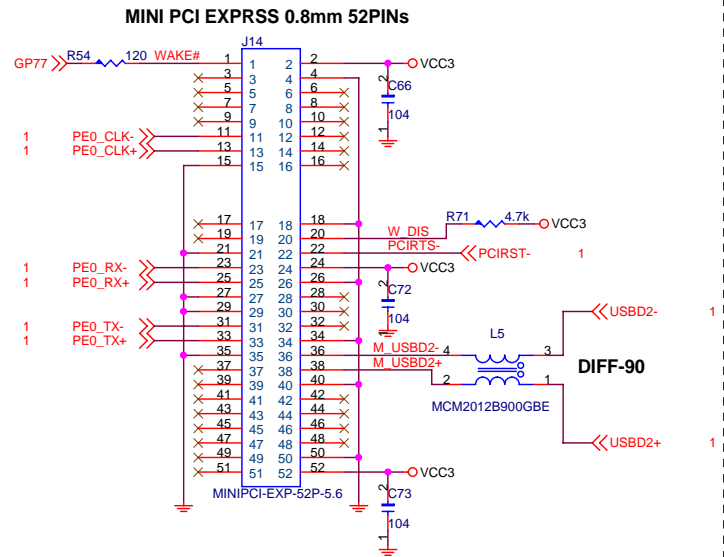 MINI PCI EXPRSS 0.8mm 52PINs
J14
GP77 R54 120 WAKE# 1 1 2 2 VCC3
3 3 4 4 2 C66
5 5 6 6
7 7 8 8 104
9 9 10 10 1
1 PE0_CLK- 11 11 12 12
1 PE0_CLK+ 13 13 14 14
15 15 16 16
17 17 18 18 R71 4.7k VCC3
19 19 20 20 W_DIS
21 21 22 22 PCIRTS- PCIRST- 1
1 PE0_RX- 23 23 24 24 VCC3
1 PE0_RX+ 25 25 26 26 2 C72
27 27 28 28
29 29 30 30 104
1 PE0_TX- 31 31 32 32 1 USBD2- 1
1 PE0_TX+ 33 33 34 34 L5
35 35 36 36 M_USBD2- 4 3
37 37 38 38 M_USBD2+ 2 1 DIFF-90
39 39 40 40
41 41 42 42 MCM2012B900GBE
43 43 44 44
45 45 46 46
47 47 48 48 USBD2+ 1
49 49 50 50
51 51 52 52 VCC3
MINIPCI-EXP-52P-5.6 2 C73
104
1